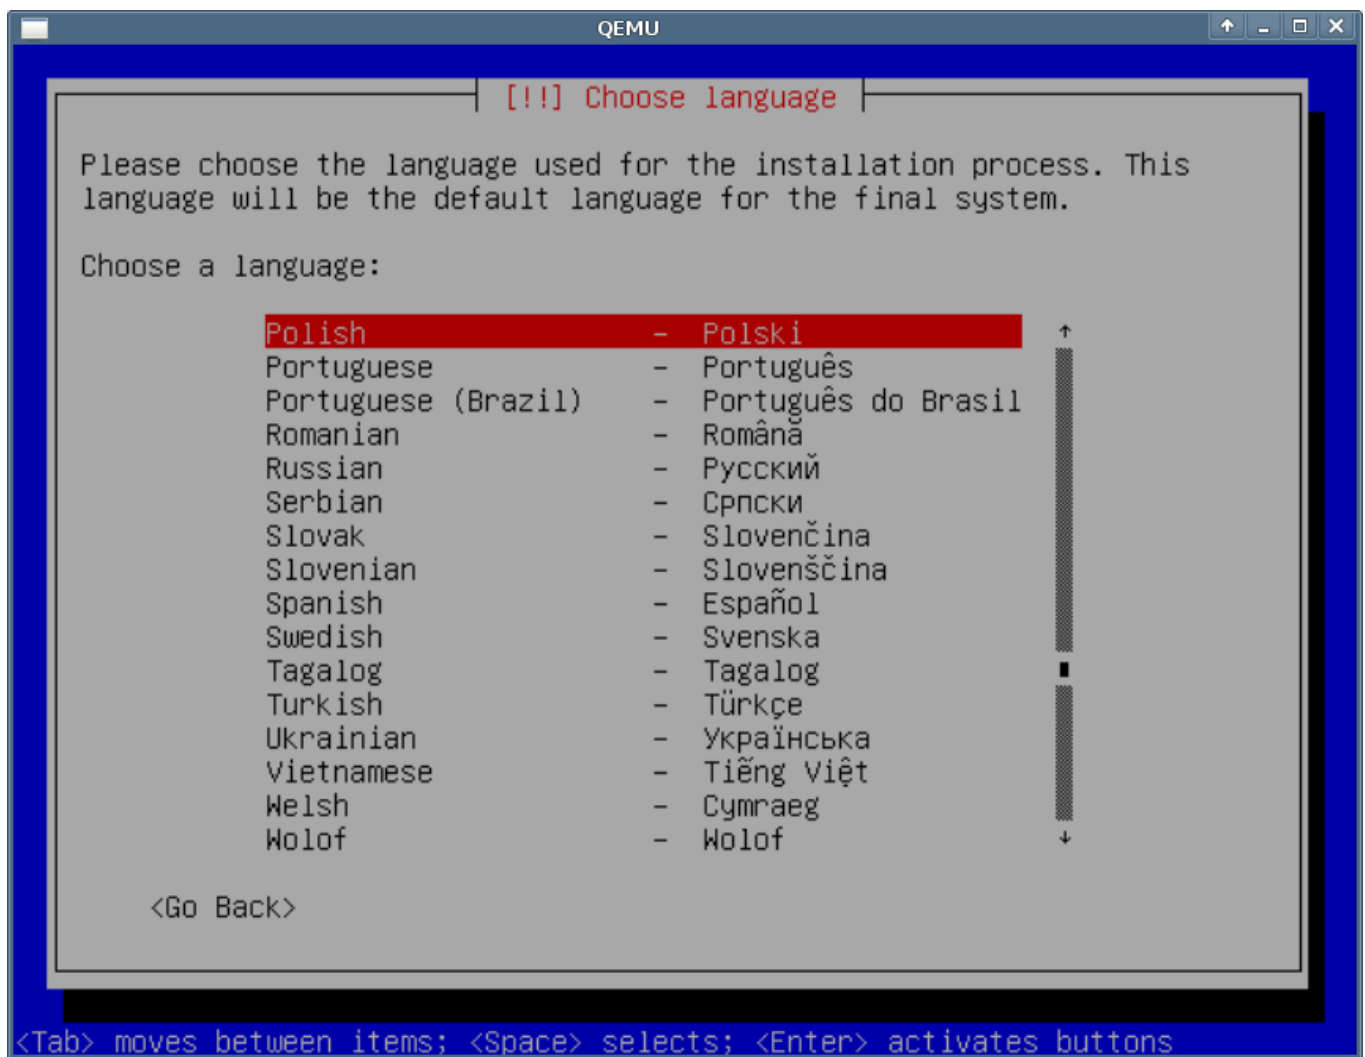 QEMU
[!!] Choose language
Please choose the language used for the installation process. This
language will be the default language for the final system.
Choose a language:
Polish - Polski
Portuguese - Português
Portuguese (Brazil) - Português do Brasil
Romanian - Română
Russian - Русский
Serbian - Српски
Slovak - Slovenčina
Slovenian - Slovenščina
Spanish - Español
Swedish - Svenska
Tagalog - Tagalog
Turkish - Türkçe
Ukrainian - Українська
Vietnamese - Tiếng Việt
Welsh - Cymraeg
Wolof - Wolof
<Go Back>
<Tab> moves between items; <Space> selects; <Enter> activates buttons